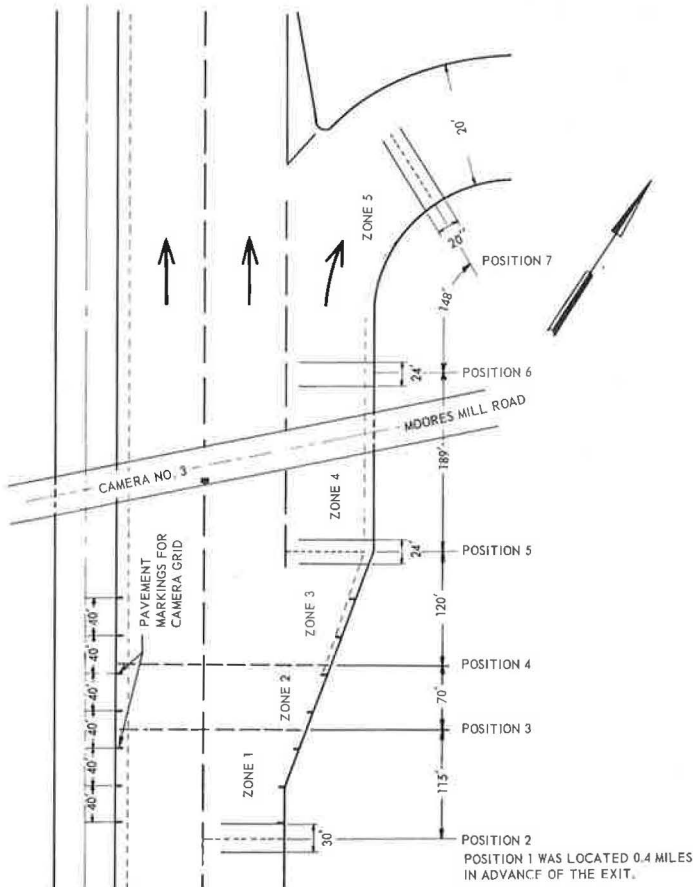 20'
ZONE 5
20''
POSITION 7
148'
24'
POSITION 6
MOORES MILL ROAD
CAMERA NO. 3
189'
ZONE 4
24'
POSITION 5
PAVEMENT
MARKINGS FOR
CAMERA GRID
ZONE 3
120'
40'
40'
40'
40'
40'
40'
POSITION 4
ZONE 2
70'
POSITION 3
ZONE 1
115'
30'
POSITION 2
POSITION 1 WAS LOCATED 0.4 MILES
IN ADVANCE OF THE EXIT.